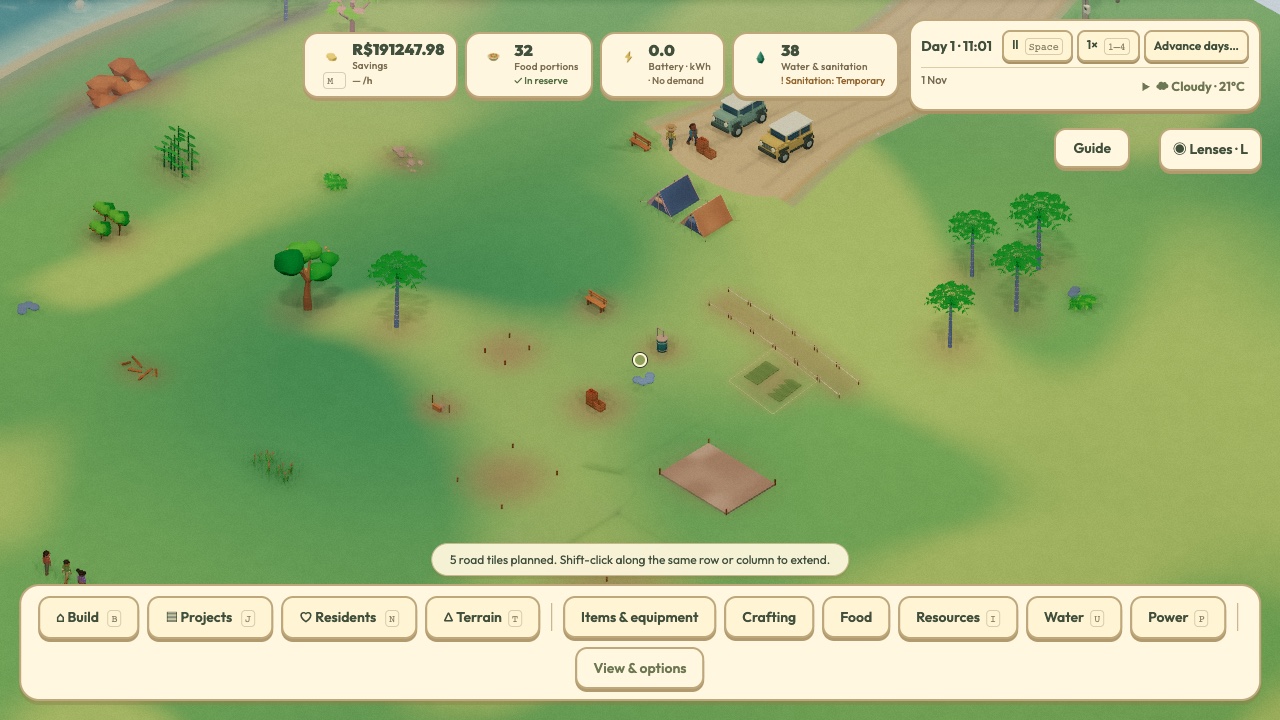 R$191247.98
Savings
M — /h
32
Food portions
✓ In reserve
0.0
Battery · kWh
· No demand
38
Water & sanitation
! Sanitation: Temporary
Day 1 · 11:01
II Space
1× 1–4
Advance days...
1 Nov
▶ Cloudy · 21°C
Guide
◉ Lenses · L
5 road tiles planned. Shift-click along the same row or column to extend.
Build B
Projects J
Residents N
Terrain T
Items & equipment
Crafting
Food
Resources I
Water U
Power P
View & options